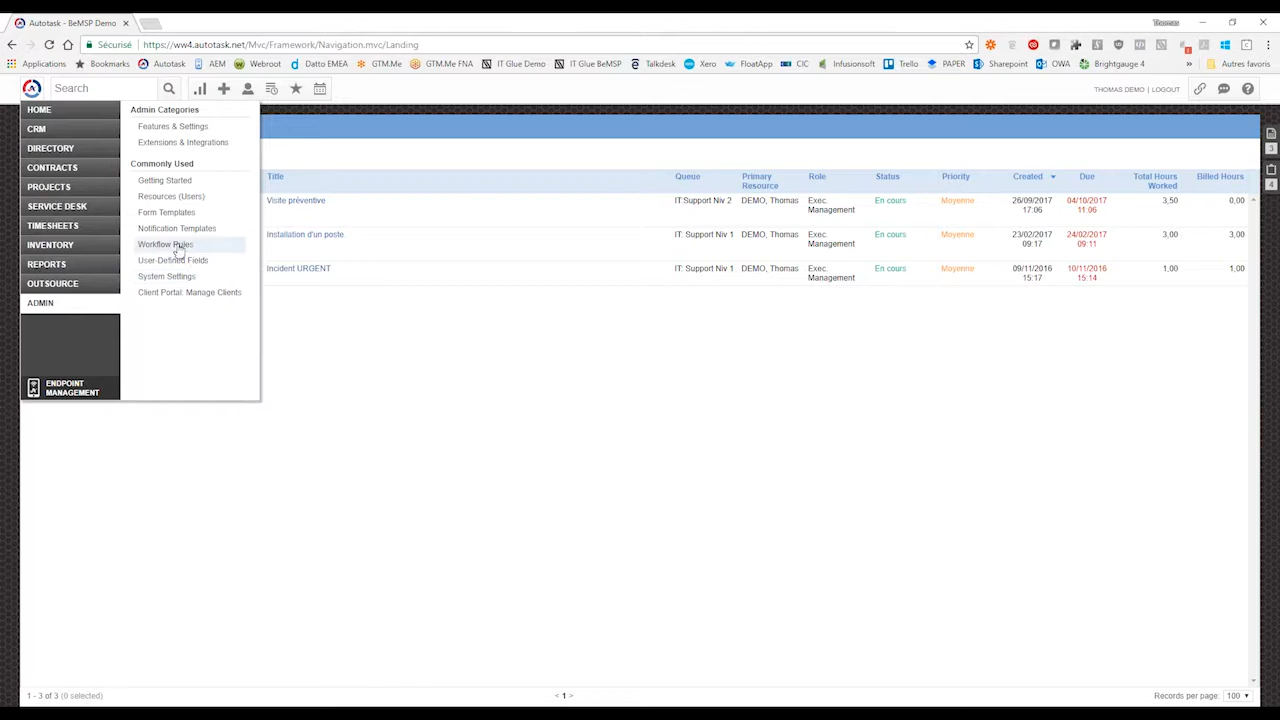 Autotask - BeMSP Demo
Thomas
Sécurisé
https://ww4.autotask.net/Mvc/Framework/Navigation.mvc/Landing
Applications Bookmarks Autotask AEM Webroot Datto EMEA GTM.Me GTM.Me FNA IT Glue Demo IT Glue BeMSP Talkdesk Xero FloatApp CIC Infusionsoft Trello PAPER Sharepoint OWA Brightgauge 4 » Autres favoris
Search
THOMAS DEMO | LOGOUT
HOME
CRM
DIRECTORY
CONTRACTS
PROJECTS
SERVICE DESK
TIMESHEETS
INVENTORY
REPORTS
OUTSOURCE
ADMIN
ENDPOINT
MANAGEMENT
Admin Categories
Features & Settings
Extensions & Integrations
Commonly Used
Getting Started
Resources (Users)
Form Templates
Notification Templates
Workflow Rules
User-Defined Fields
System Settings
Client Portal: Manage Clients
Title Queue Primary Resource Role Status Priority Created Due Total Hours Worked Billed Hours
Visite préventive IT:Support Niv 2 DEMO, Thomas Exec. Management En cours Moyenne 26/09/2017 17:06 04/10/2017 11:06 3,50 0,00
Installation d'un poste IT: Support Niv 1 DEMO, Thomas Exec. Management En cours Moyenne 23/02/2017 09:17 24/02/2017 09:11 3,00 3,00
Incident URGENT IT: Support Niv 1 DEMO, Thomas Exec. Management En cours Moyenne 09/11/2016 15:17 10/11/2016 15:14 1,00 1,00
3
4
1 - 3 of 3 (0 selected)
< 1 >
Records per page: 100